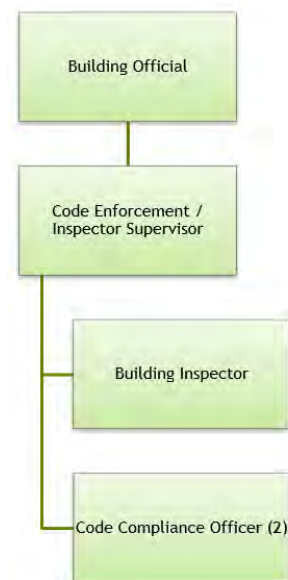 Building Official
Code Enforcement /
Inspector Supervisor
Building Inspector
Code Compliance Officer (2)